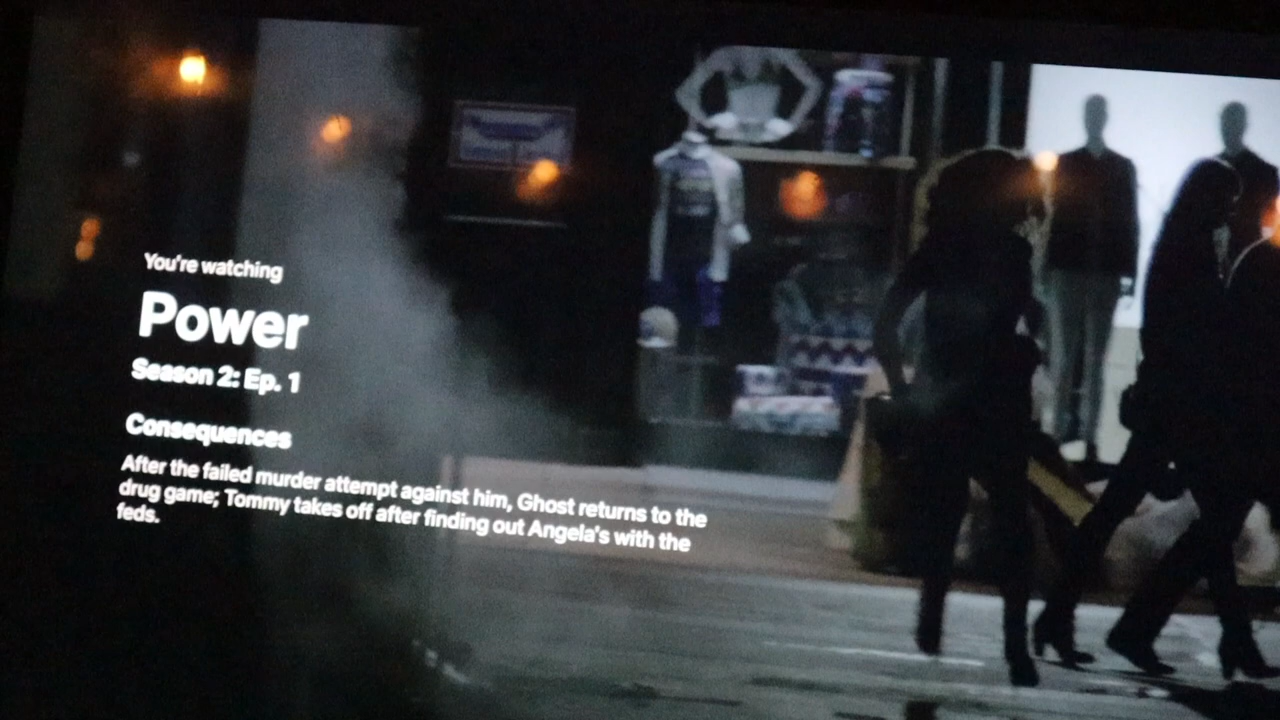 You're watching
Power
Season 2: Ep. 1
Consequences
After the failed murder attempt against him, Ghost returns to the
drug game; Tommy takes off after finding out Angela's with the
feds.